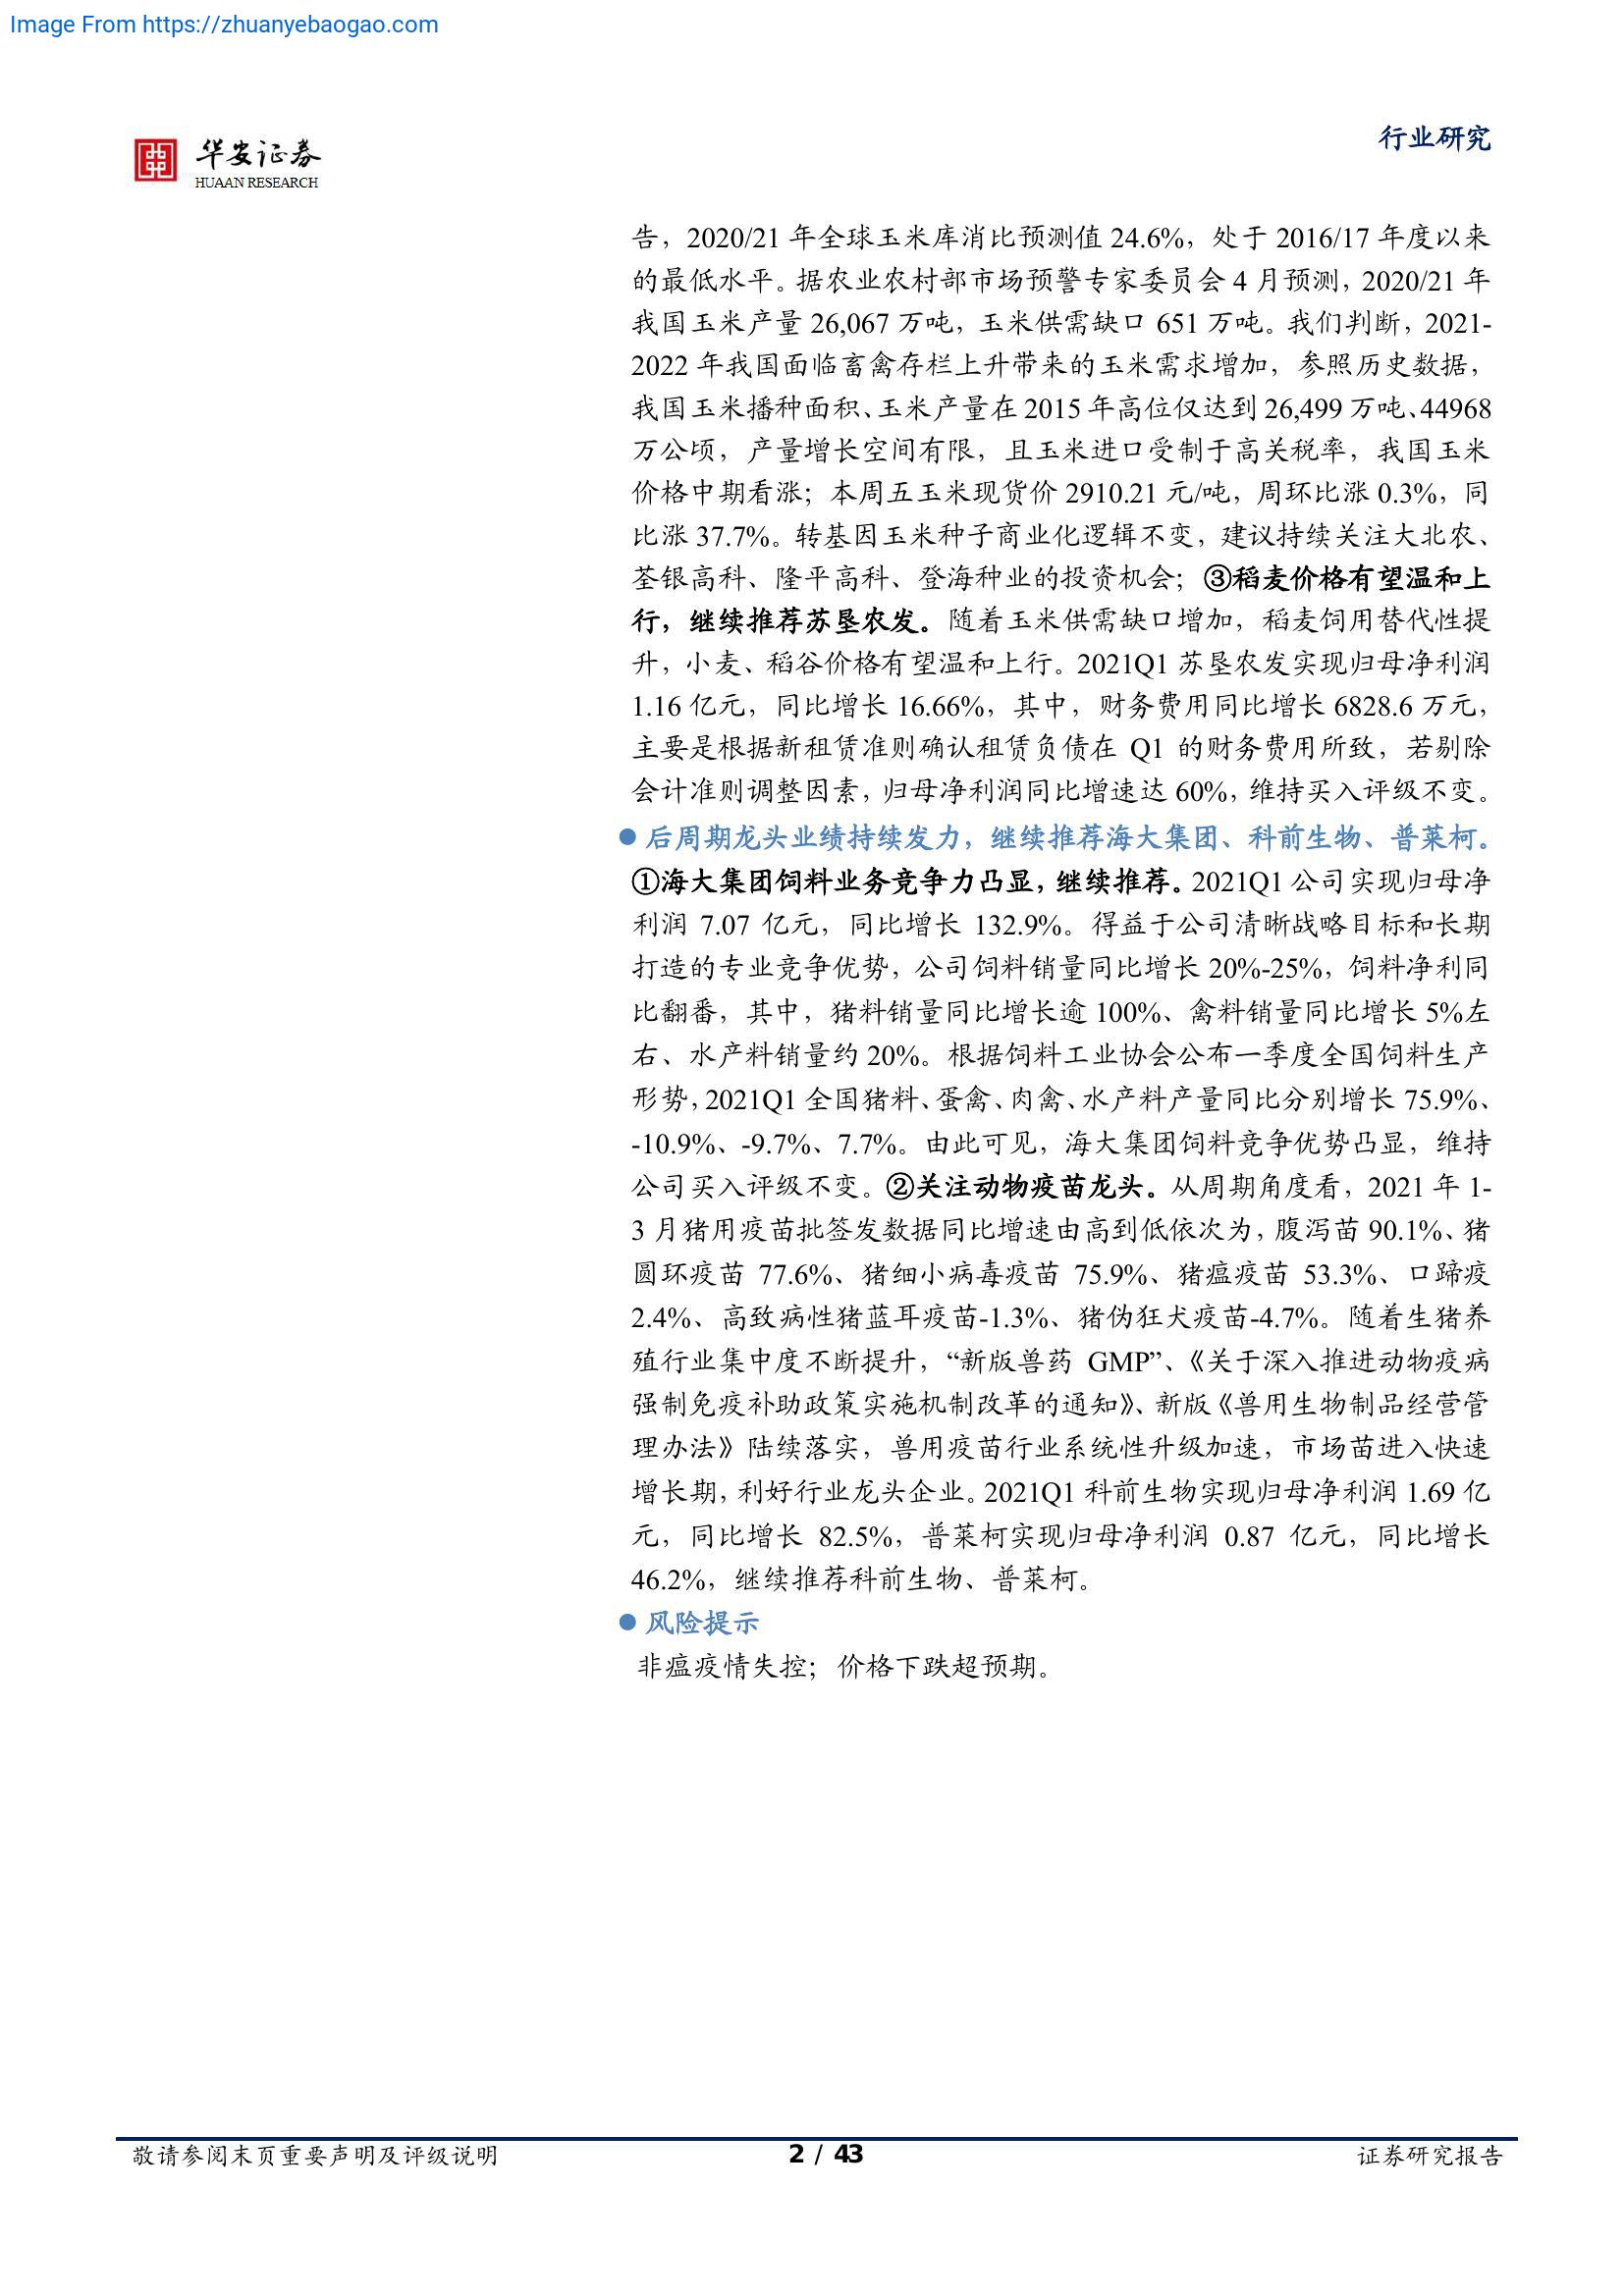 Image From https://zhuanyebaogao.com
华安证券
HUAAN RESEARCH
行业研究
告，2020/21 年全球玉米库消比预测值 24.6%，处于 2016/17 年度以来
的最低水平。据农业农村部市场预警专家委员会 4 月预测，2020/21 年
我国玉米产量 26,067 万吨，玉米供需缺口 651 万吨。我们判断，2021-
2022 年我国面临畜禽存栏上升带来的玉米需求增加，参照历史数据，
我国玉米播种面积、玉米产量在 2015 年高位仅达到 26,499 万吨、44968
万公顷，产量增长空间有限，且玉米进口受制于高关税率，我国玉米
价格中期看涨；本周五玉米现货价 2910.21 元/吨，周环比涨 0.3%，同
比涨 37.7%。转基因玉米种子商业化逻辑不变，建议持续关注大北农、
荃银高科、隆平高科、登海种业的投资机会；③稻麦价格有望温和上
行，继续推荐苏垦农发。随着玉米供需缺口增加，稻麦饲用替代性提
升，小麦、稻谷价格有望温和上行。2021Q1 苏垦农发实现归母净利润
1.16 亿元，同比增长 16.66%，其中，财务费用同比增长 6828.6 万元，
主要是根据新租赁准则确认租赁负债在 Q1 的财务费用所致，若剔除
会计准则调整因素，归母净利润同比增速达 60%，维持买入评级不变。
● 后周期龙头业绩持续发力，继续推荐海大集团、科前生物、普莱柯。
①海大集团饲料业务竞争力凸显，继续推荐。2021Q1 公司实现归母净
利润 7.07 亿元，同比增长 132.9%。得益于公司清晰战略目标和长期
打造的专业竞争优势，公司饲料销量同比增长 20%-25%，饲料净利同
比翻番，其中，猪料销量同比增长逾 100%、禽料销量同比增长 5%左
右、水产料销量约 20%。根据饲料工业协会公布一季度全国饲料生产
形势，2021Q1 全国猪料、蛋禽、肉禽、水产料产量同比分别增长 75.9%、
-10.9%、-9.7%、7.7%。由此可见，海大集团饲料竞争优势凸显，维持
公司买入评级不变。②关注动物疫苗龙头。从周期角度看，2021 年 1-
3 月猪用疫苗批签发数据同比增速由高到低依次为，腹泻苗 90.1%、猪
圆环疫苗 77.6%、猪细小病毒疫苗 75.9%、猪瘟疫苗 53.3%、口蹄疫
2.4%、高致病性猪蓝耳疫苗-1.3%、猪伪狂犬疫苗-4.7%。随着生猪养
殖行业集中度不断提升，“新版兽药 GMP”、《关于深入推进动物疫病
强制免疫补助政策实施机制改革的通知》、新版《兽用生物制品经营管
理办法》陆续落实，兽用疫苗行业系统性升级加速，市场苗进入快速
增长期，利好行业龙头企业。2021Q1 科前生物实现归母净利润 1.69 亿
元，同比增长 82.5%，普莱柯实现归母净利润 0.87 亿元，同比增长
46.2%，继续推荐科前生物、普莱柯。
● 风险提示
非瘟疫情失控；价格下跌超预期。
敬请参阅末页重要声明及评级说明
2 / 43
证券研究报告